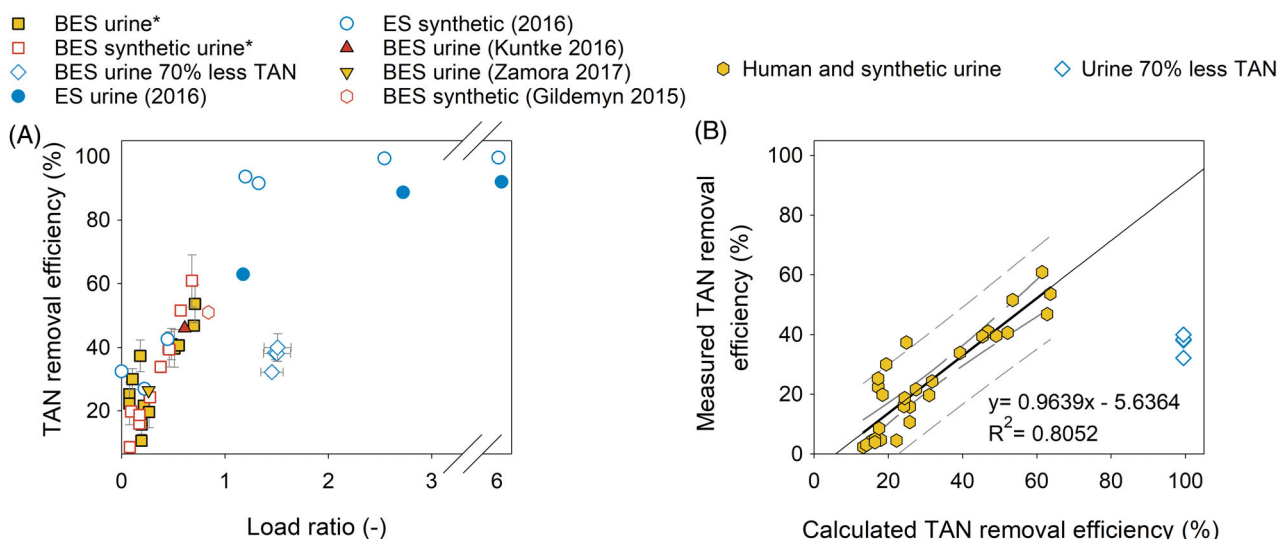 BES urine*
BES synthetic urine*
BES urine 70% less TAN
ES urine (2016)
ES synthetic (2016)
BES urine (Kuntke 2016)
BES urine (Zamora 2017)
BES synthetic (Gildemyn 2015)
Human and synthetic urine
Urine 70% less TAN
(A)
TAN removal efficiency (%)
100
80
60
40
20
0
1
2
3
6
Load ratio (-)
(B)
Measured TAN removal
efficiency (%)
100
80
60
40
20
0
y= 0.9639x - 5.6364
R²= 0.8052
0
20
40
60
80
100
Calculated TAN removal efficiency (%)